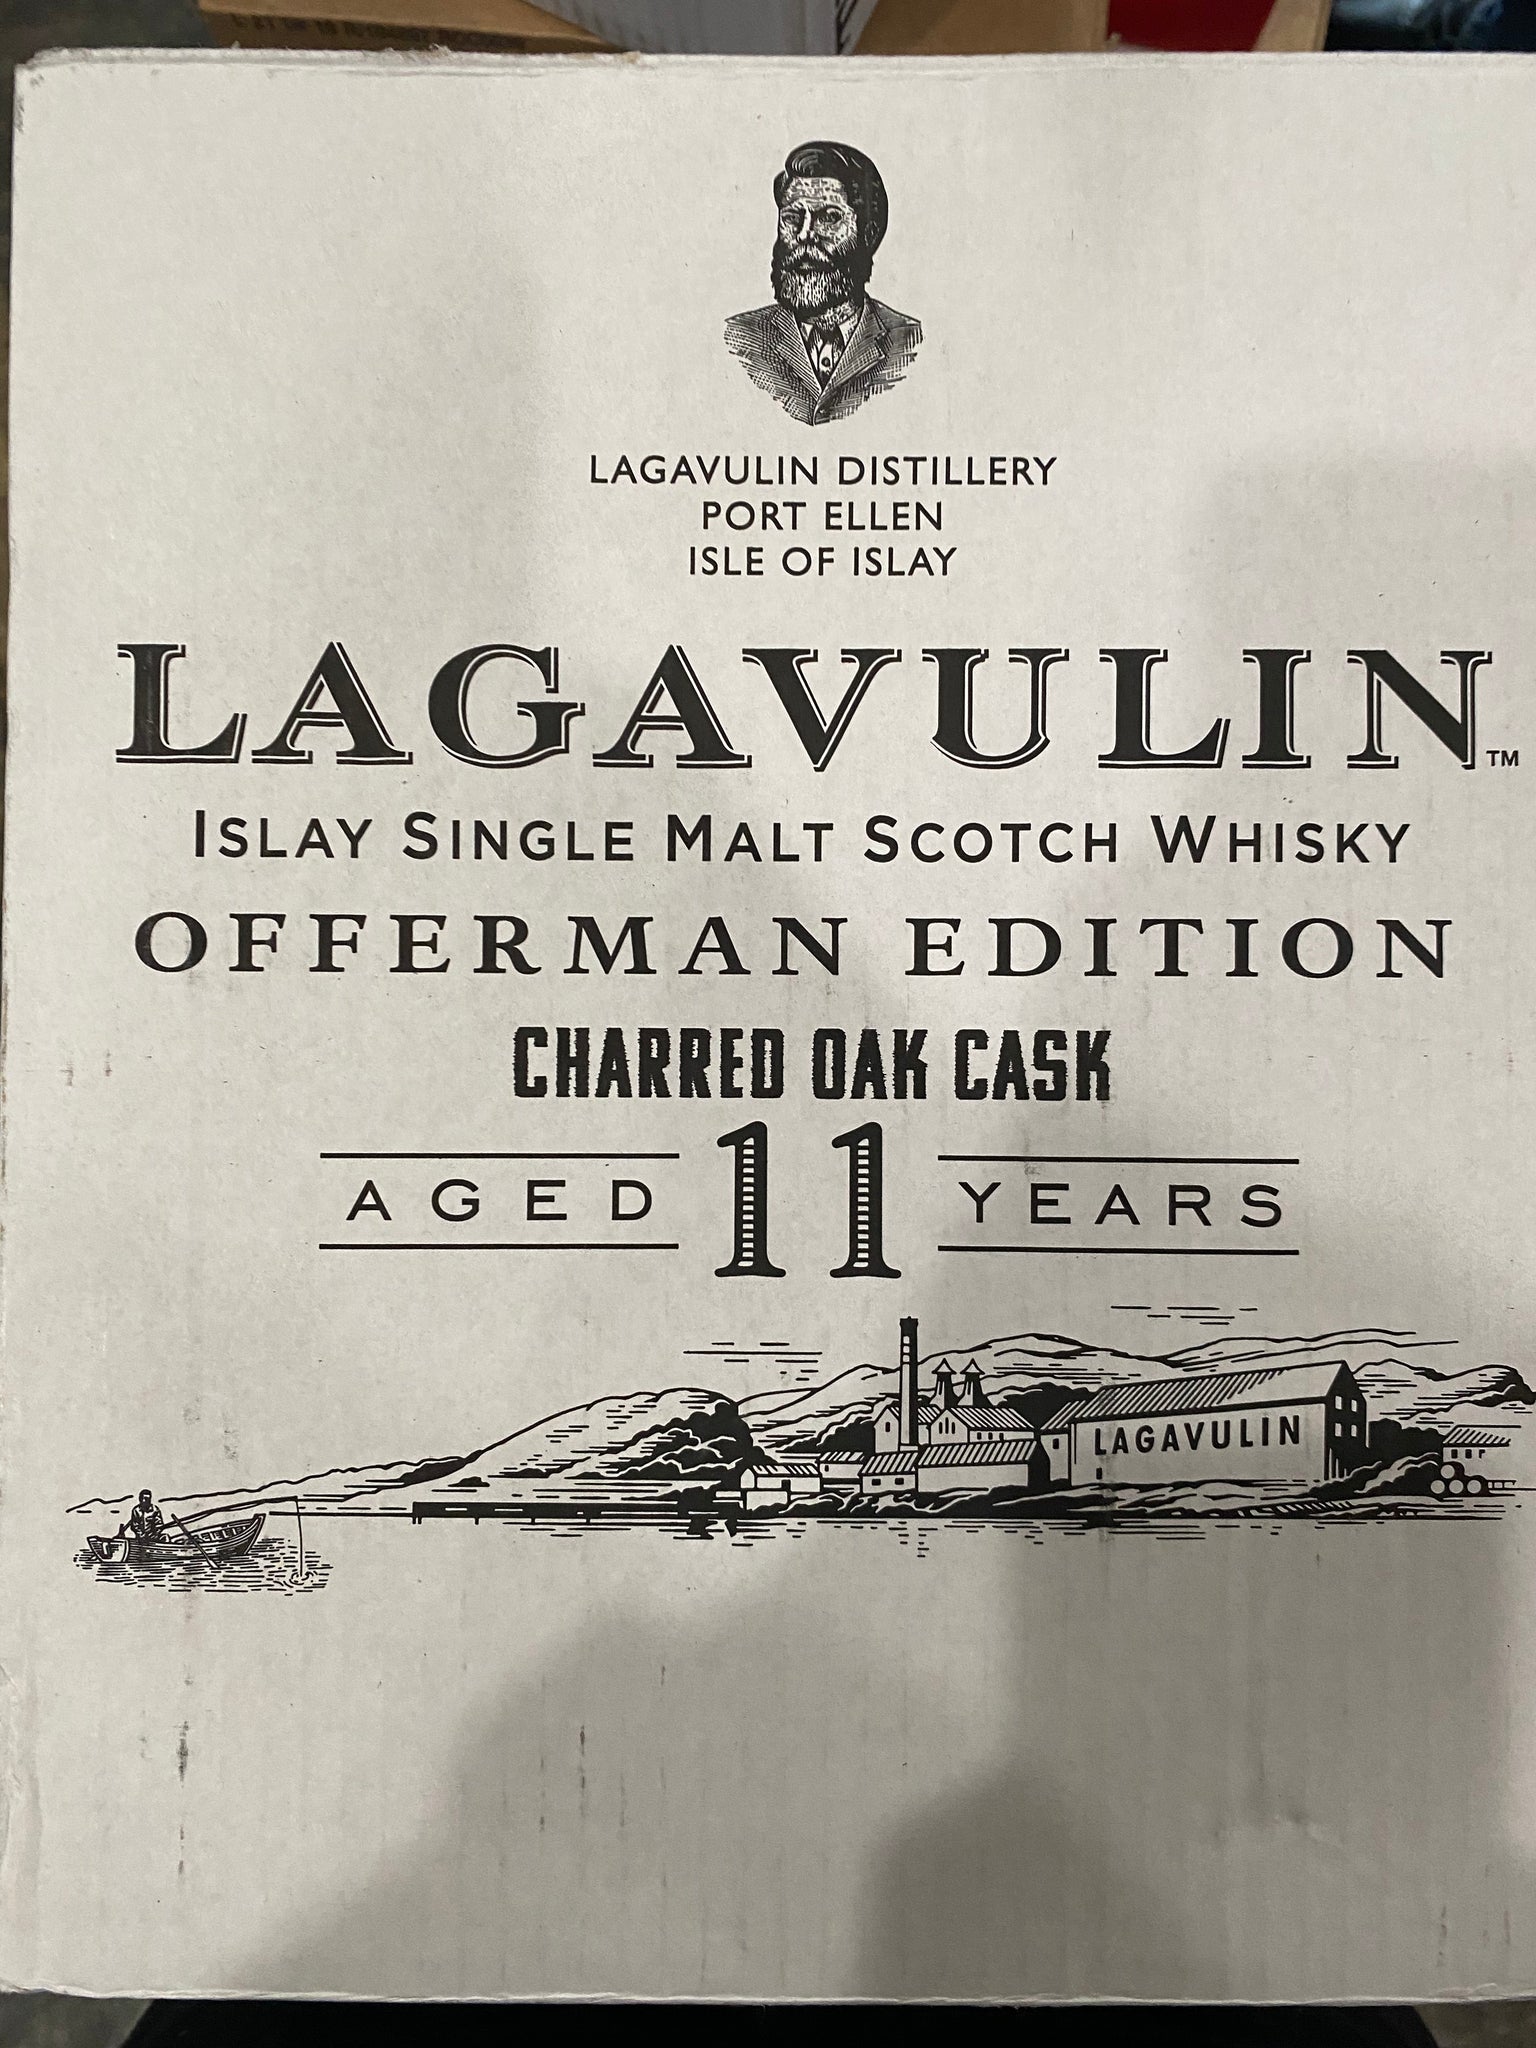 LAGAVULIN DISTILLERY
PORT ELLEN
ISLE OF ISLAY
LAGAVULIN™
ISLAY SINGLE MALT SCOTCH WHISKY
OFFERMAN EDITION
CHARRED OAK CASK
AGED 11 YEARS
LAGAVULIN